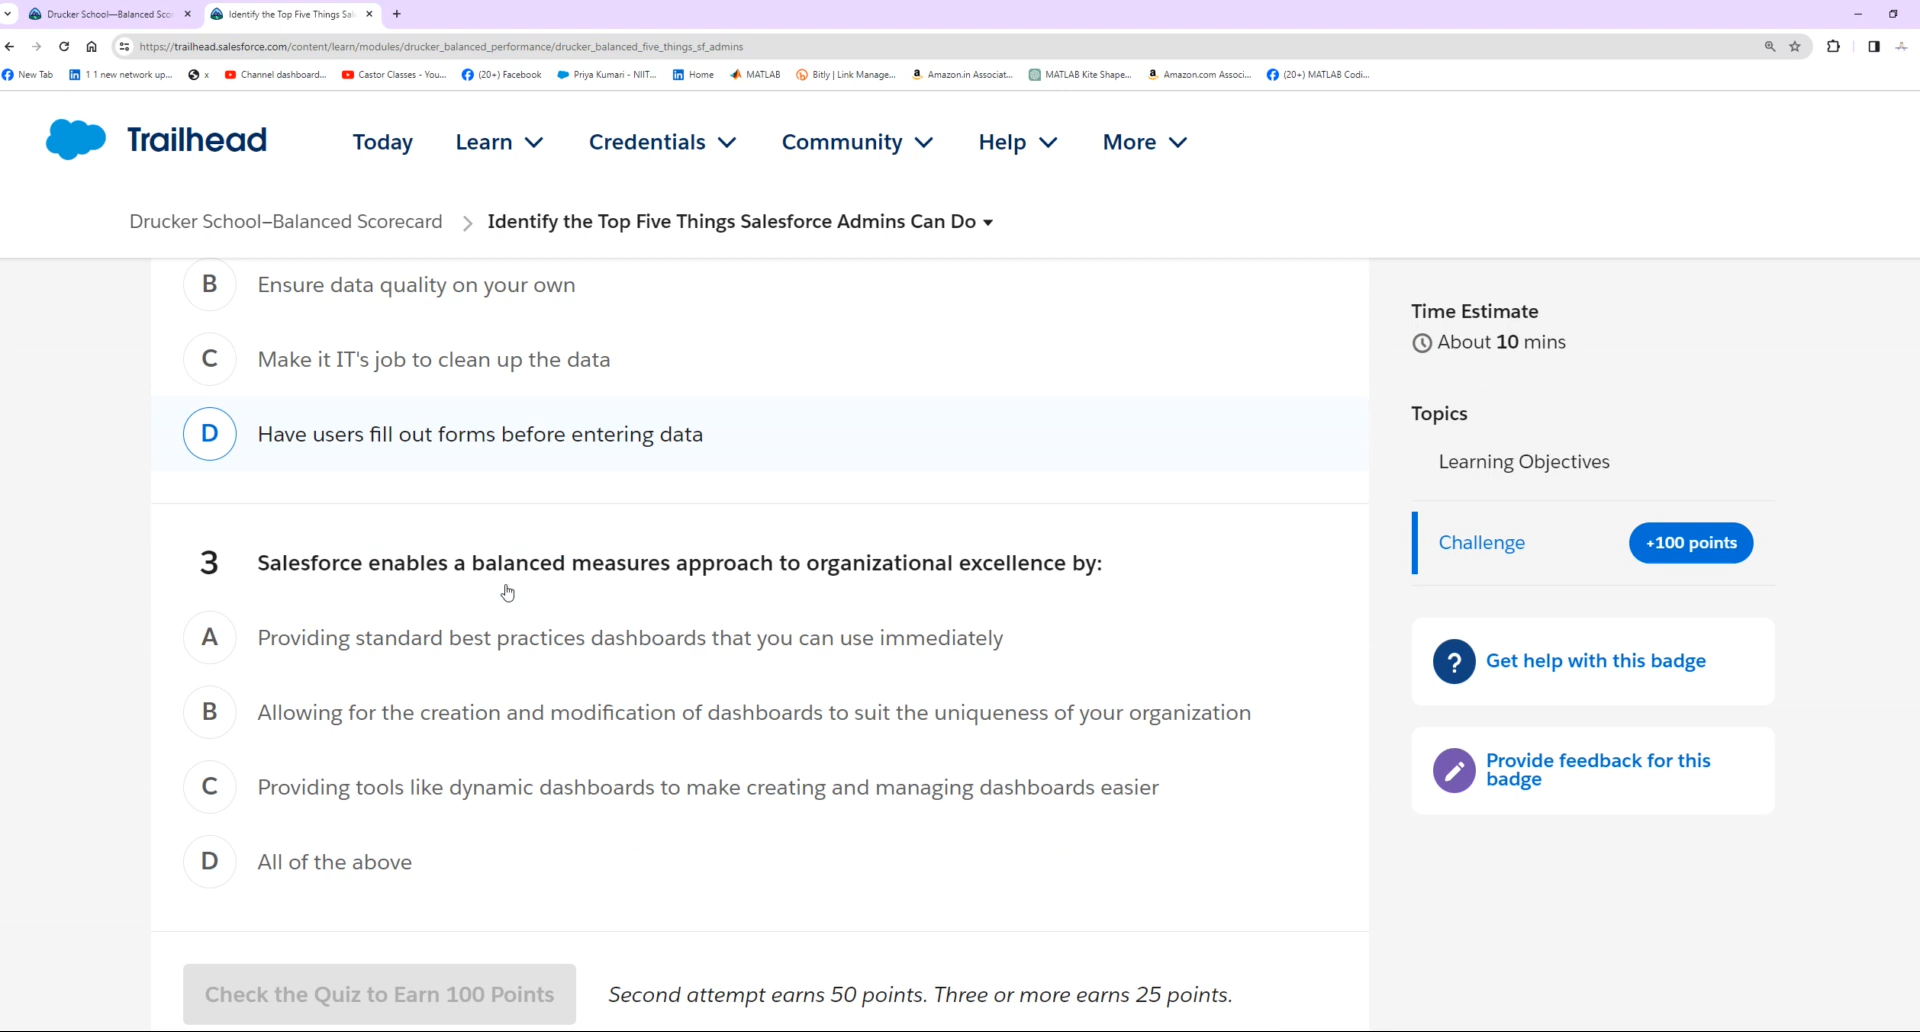 Drucker School—Balanced Scor
Identify the Top Five Things Sal
https://trailhead.salesforce.com/content/learn/modules/drucker_balanced_performance/drucker_balanced_five_things_sf_admins
New Tab
1 1 new network up...
x
Channel dashboard...
Castor Classes - You...
(20+) Facebook
Priya Kumari - NIIT...
Home
MATLAB
Bitly | Link Manage...
Amazon.in Associat...
MATLAB Kite Shape...
Amazon.com Associ...
(20+) MATLAB Codi...
Trailhead
Today
Learn
Credentials
Community
Help
More
Drucker School—Balanced Scorecard
Identify the Top Five Things Salesforce Admins Can Do
B Ensure data quality on your own
C Make it IT's job to clean up the data
D Have users fill out forms before entering data
3 Salesforce enables a balanced measures approach to organizational excellence by:
A Providing standard best practices dashboards that you can use immediately
B Allowing for the creation and modification of dashboards to suit the uniqueness of your organization
C Providing tools like dynamic dashboards to make creating and managing dashboards easier
D All of the above
Check the Quiz to Earn 100 Points
Second attempt earns 50 points. Three or more earns 25 points.
Time Estimate
About 10 mins
Topics
Learning Objectives
Challenge
+100 points
? Get help with this badge
Provide feedback for this
badge